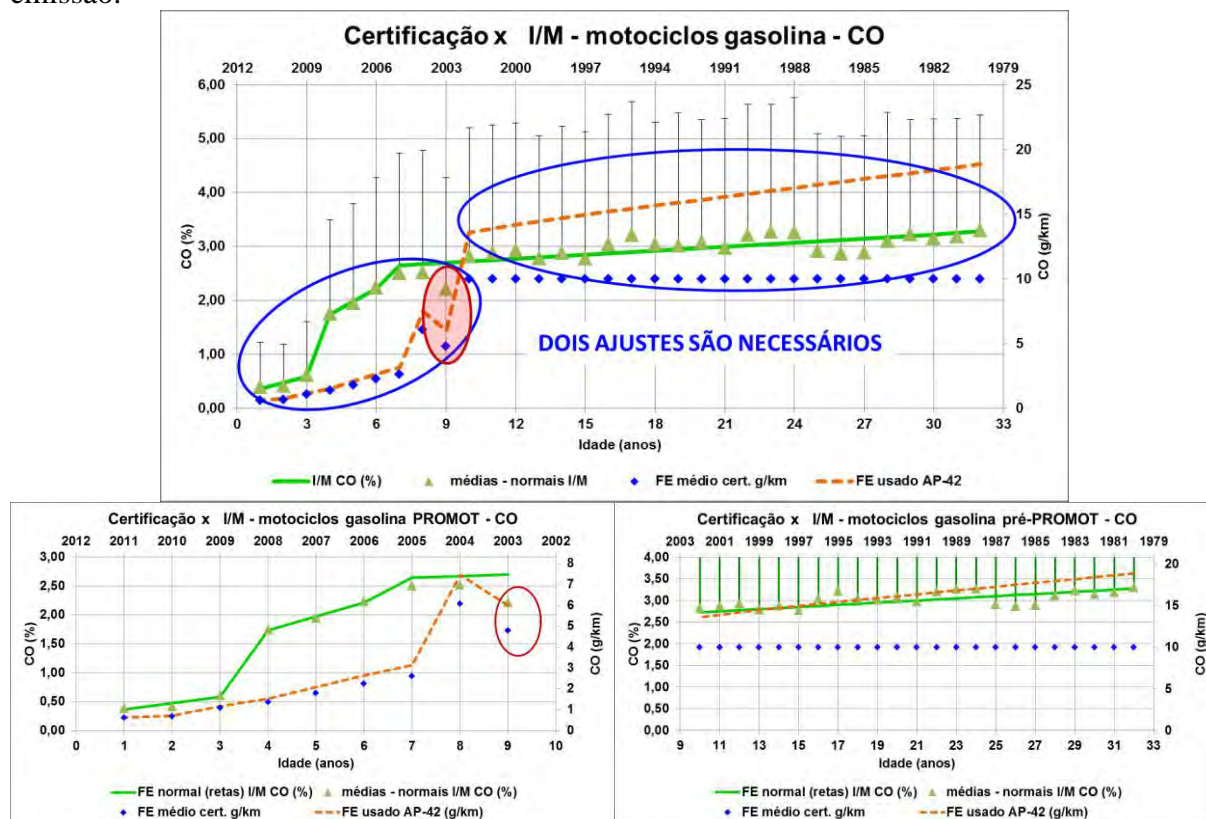 emissão.
Certificação x I/M - motociclos gasolina - CO
2012 2009 2006 2003 2000 1997 1994 1991 1988 1985 1982 1979
6,00 5,00 4,00 3,00 2,00 1,00 0,00
CO (%)
25 20 15 10 5 0
CO (g/km)
DOIS AJUSTES SÃO NECESSÁRIOS
0 3 6 9 12 15 18 21 24 27 30 33
Idade (anos)
I/M CO (%) médias - normais I/M FE médio cert. g/km FE usado AP-42
Certificação x I/M - motociclos gasolina PROMOT - CO
2012 2011 2010 2009 2008 2007 2006 2005 2004 2003 2002
3,00 2,50 2,00 1,50 1,00 0,50 0,00
CO (%)
8 7 6 5 4 3 2 1 0
CO (g/km)
0 1 2 3 4 5 6 7 8 9 10
Idade (anos)
FE normal (retas) I/M CO (%) médias - normais I/M CO (%)
FE médio cert. g/km FE usado AP-42 (g/km)
Certificação x I/M - motociclos gasolina pré-PROMOT - CO
2003 2001 1999 1997 1995 1993 1991 1989 1987 1985 1983 1981 1979
4,00 3,50 3,00 2,50 2,00 1,50 1,00 0,50 0,00
CO (%)
20 15 10 5 0
CO (g/km)
9 11 13 15 17 19 21 23 25 27 29 31 33
Idade (anos)
FE normal (retas) I/M CO (%) médias - normais I/M CO (%)
FE médio cert. g/km FE usado AP-42 (g/km)